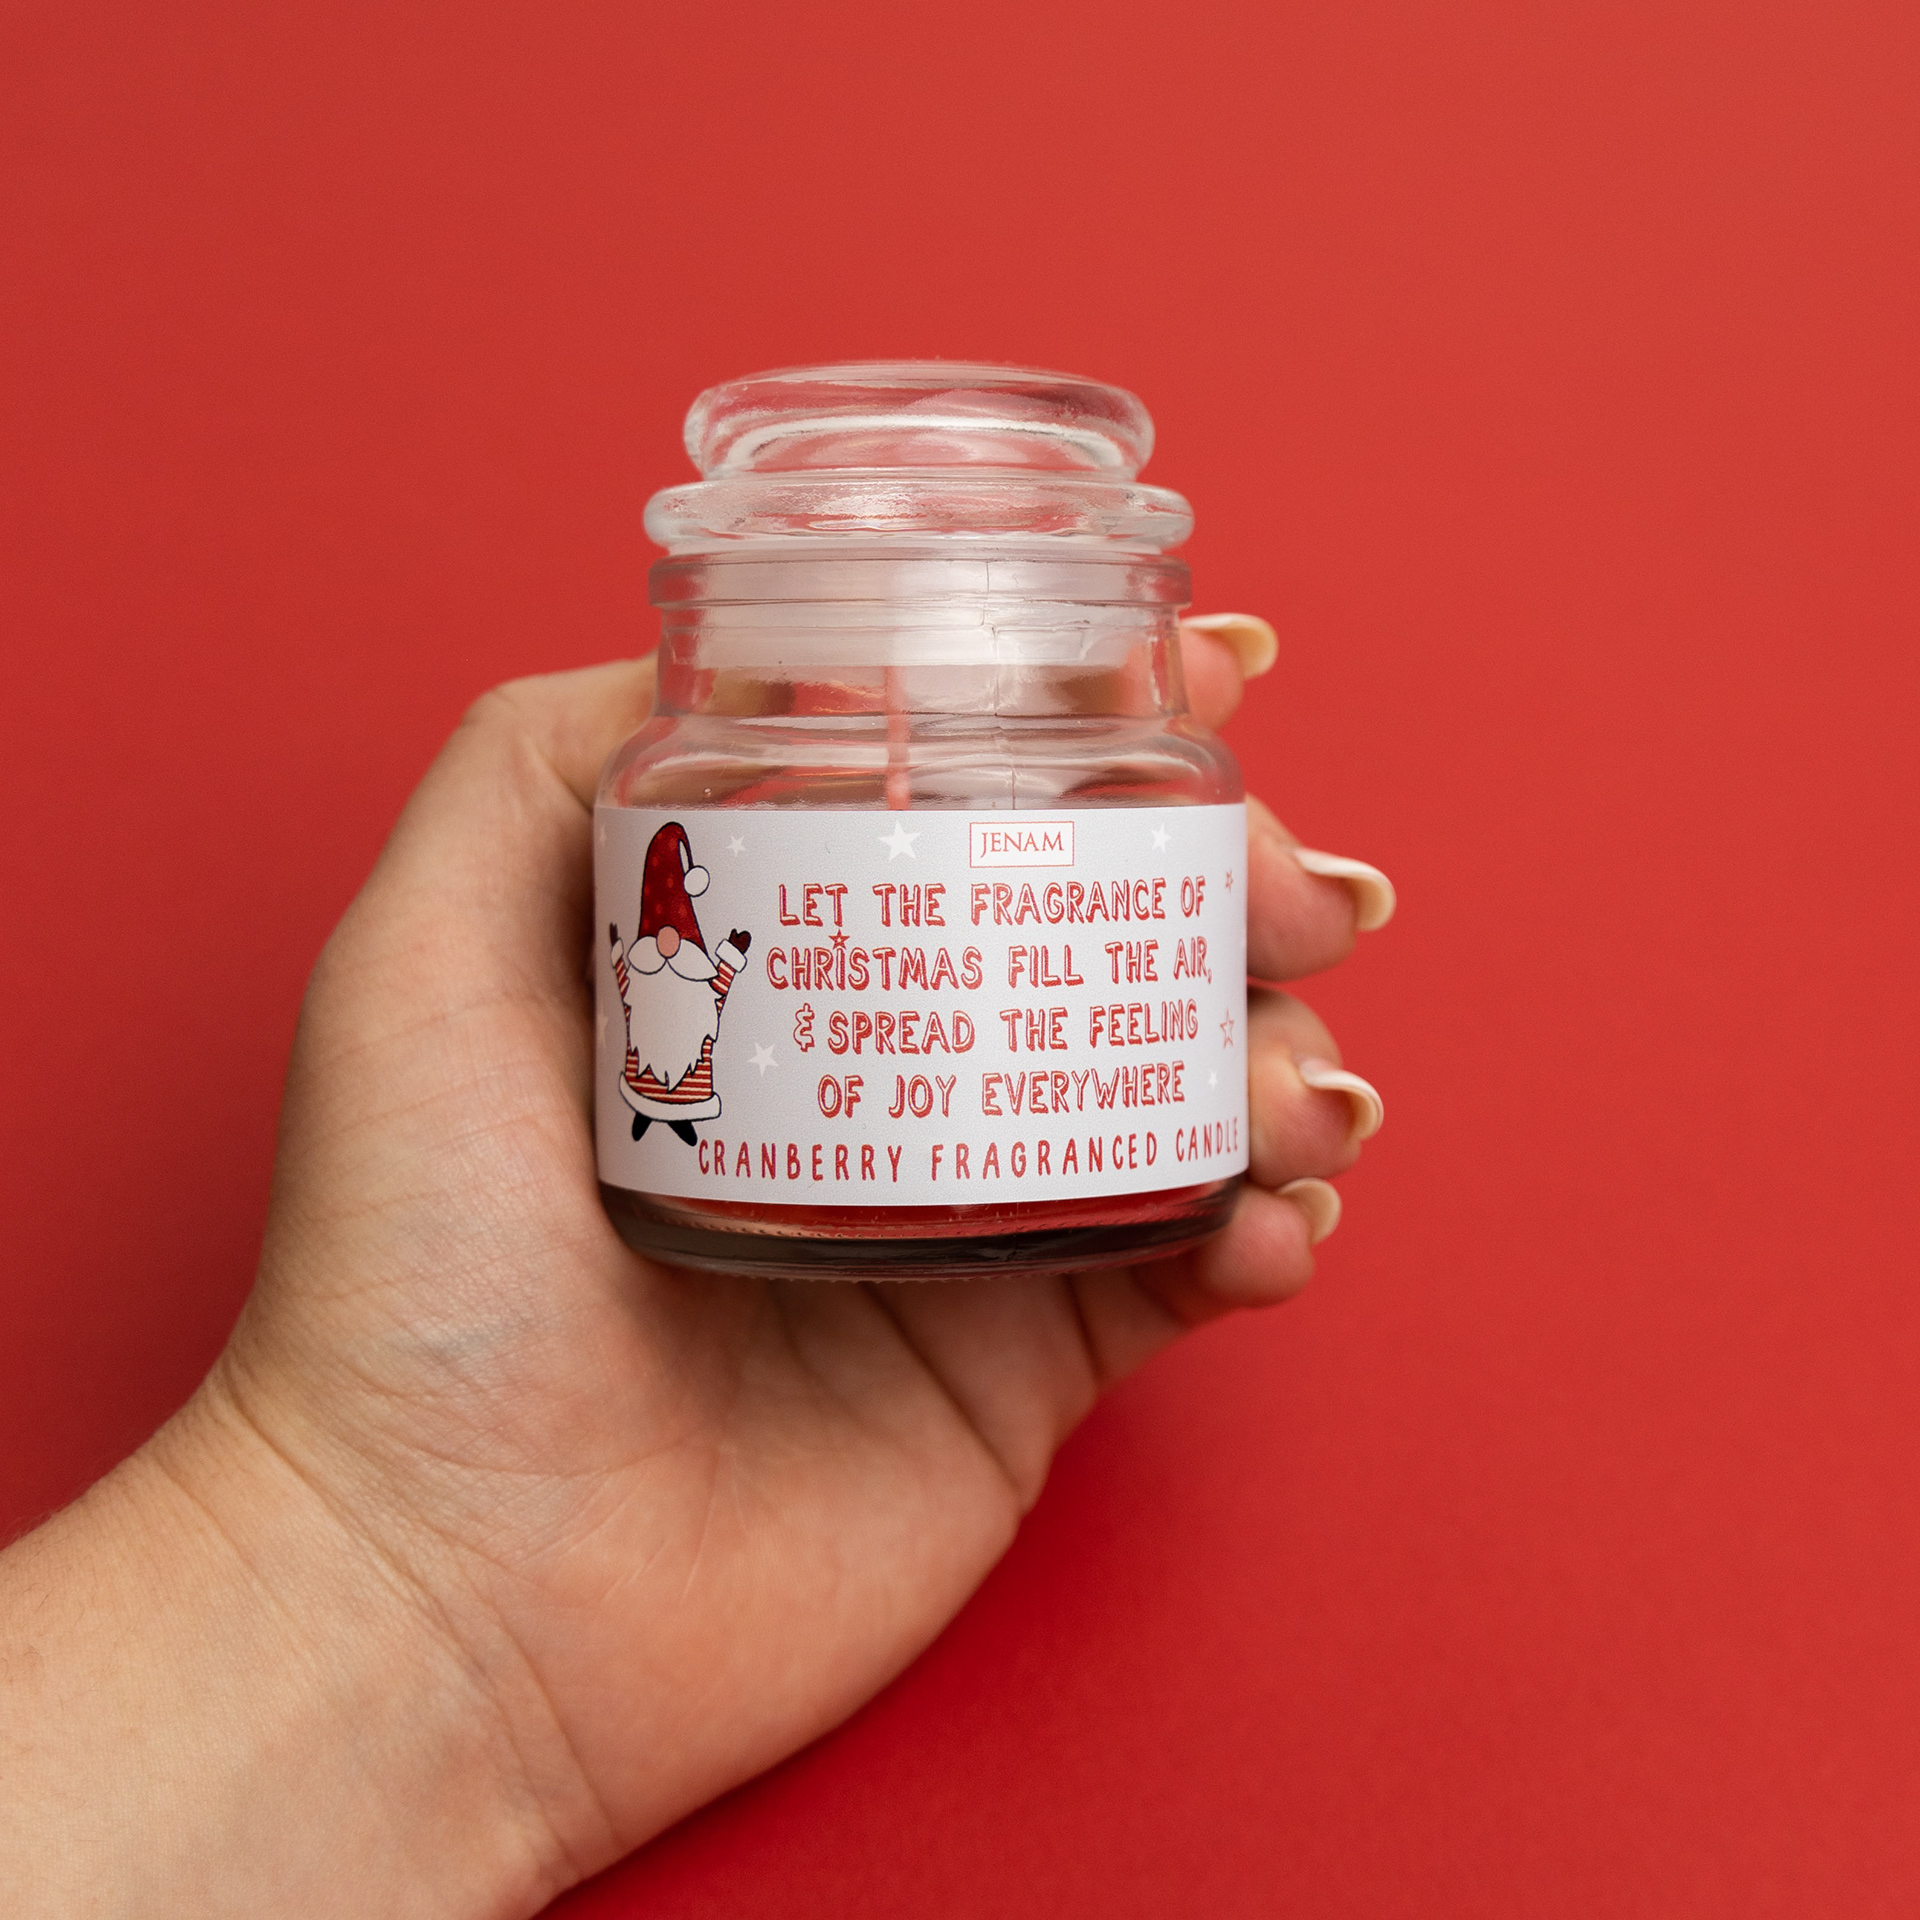 JENAM
LET THE FRAGRANCE OF
CHRISTMAS FILL THE AIR,
& SPREAD THE FEELING
OF JOY EVERYWHERE
CRANBERRY FRAGRANCED CANDLE